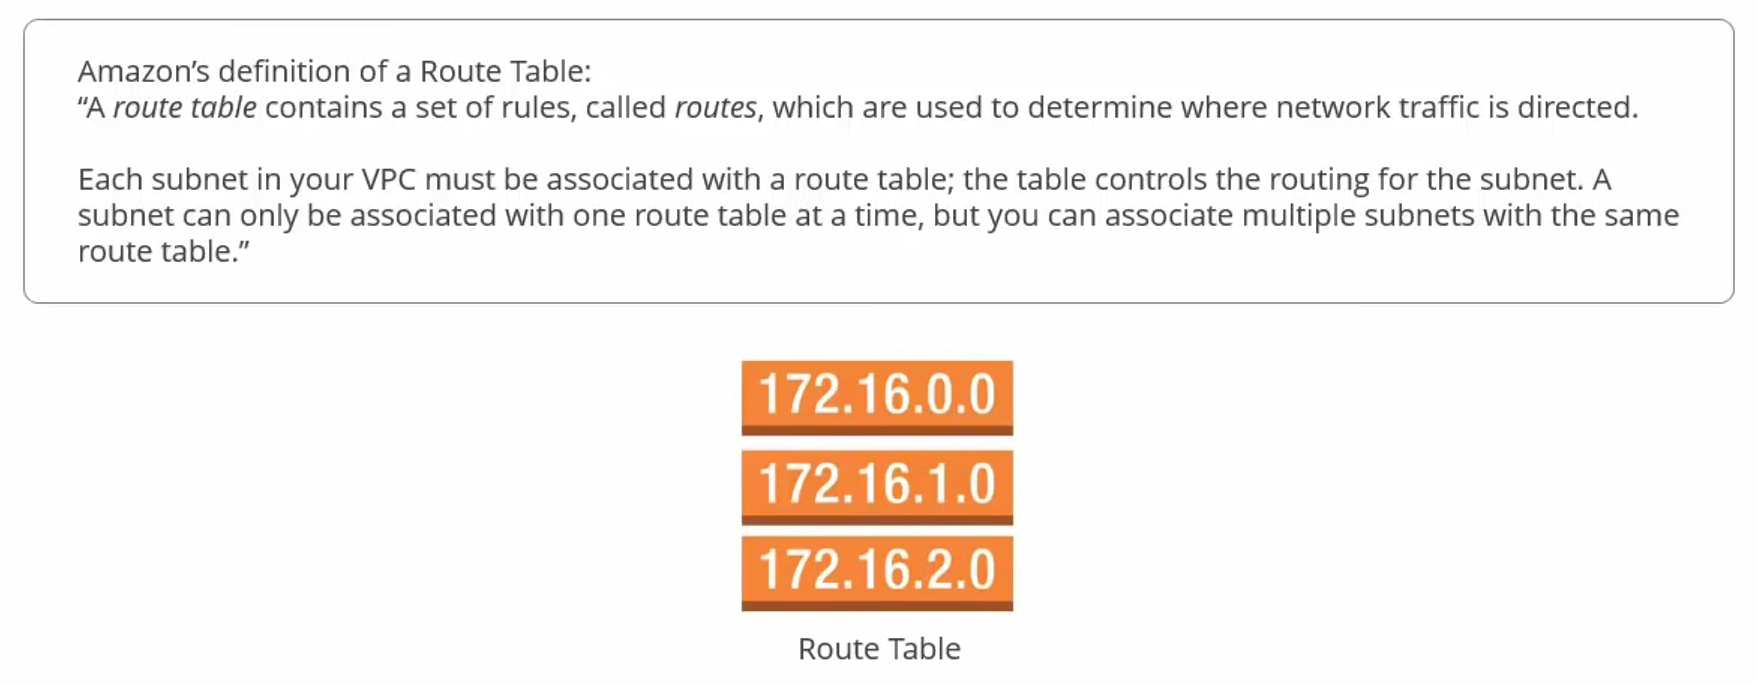 Amazon’s definition of a Route Table:
“A route table contains a set of rules, called routes, which are used to determine where network traffic is directed.
Each subnet in your VPC must be associated with a route table; the table controls the routing for the subnet. A
subnet can only be associated with one route table at a time, but you can associate multiple subnets with the same
route table.”
172.16.0.0
172.16.1.0
172.16.2.0
Route Table